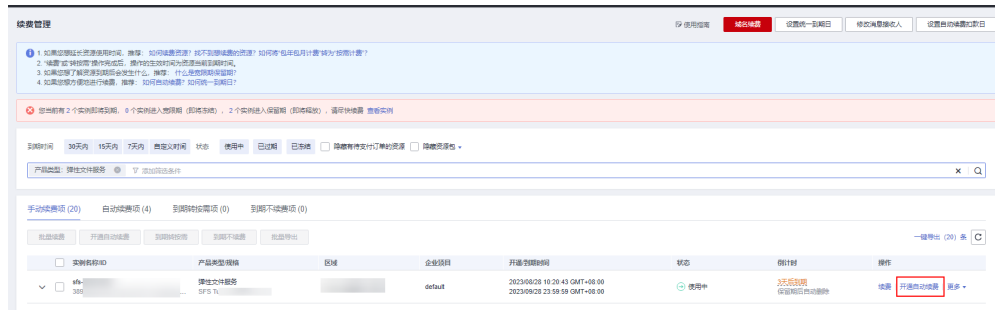 续费管理
使用指南
域名续费
设置统一到期日
修改消息接收人
设置自动续费扣款日
1. 如果您想延长资源使用时间，推荐： 如何续费资源？找不到想续费的资源？如何将“包年包月计费”转为“按需计费”？
2. “续费”或“转按需”操作完成后，操作的生效时间为资源当前到期时间。
3. 如果您想了解资源到期后会发生什么，推荐： 什么是宽限期保留期？
4. 如果您想方便地进行续费，推荐： 如何自动续费？如何统一到期日？
您当前有 2 个实例即将到期， 0 个实例进入宽限期（即将冻结）， 2 个实例进入保留期（即将释放），请尽快续费 查看实例
到期时间 30天内 15天内 7天内 自定义时间 状态 使用中 已过期 已冻结 隐藏有待支付订单的资源 隐藏资源包
产品类型：弹性文件服务 添加筛选条件
手动续费项 (20) 自动续费项 (4) 到期转按需项 (0) 到期不续费项 (0)
批量续费 开通自动续费 到期转按需 到期不续费 批量导出 一键导出 (20) 条
实例名称/ID 产品类型/规格 区域 企业项目 开通/到期时间 状态 倒计时 操作
sfs- 弹性文件服务 default 2023/08/28 10:20:43 GMT+08:00 使用中 3天后到期 续费 开通自动续费 更多
369 ... SFS Tu 2023/09/28 23:59:59 GMT+08:00 保留期后自动删除